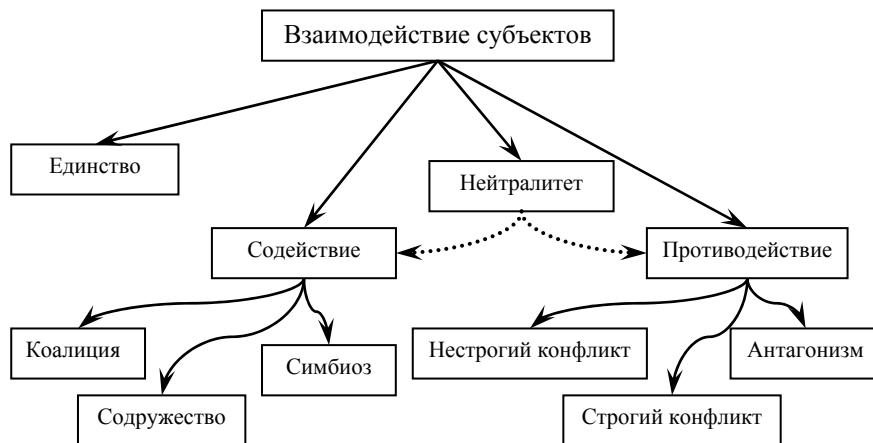 Взаимодействие субъектов
Единство
Нейтралитет
Содействие
Противодействие
Коалиция
Симбиоз
Нестрогий конфликт
Антагонизм
Содружество
Строгий конфликт